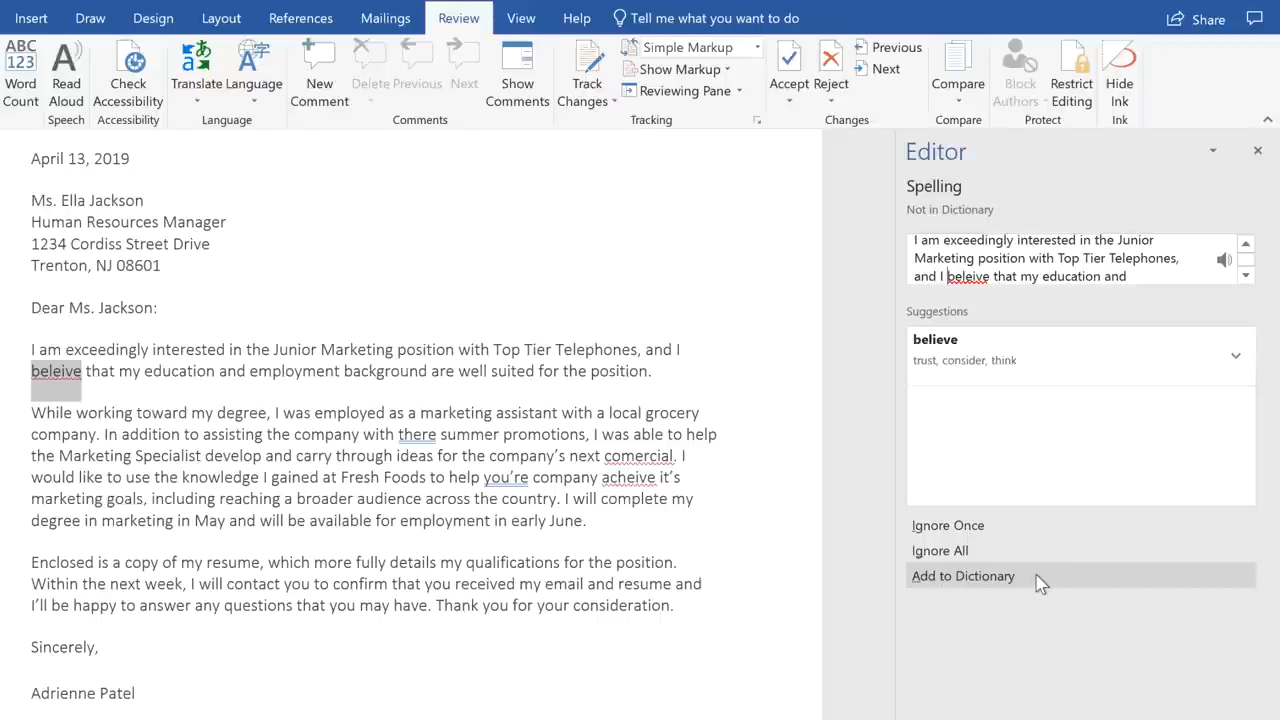 Insert Draw Design Layout References Mailings Review View Help Tell me what you want to do Share
ABC 123 Word Count
Read Aloud
Speech
Check Accessibility
Accessibility
Translate
Language
Language
New Comment
Delete
Previous
Next
Show Comments
Comments
Track Changes
Simple Markup
Show Markup
Reviewing Pane
Tracking
Accept
Reject
Previous
Next
Changes
Compare
Compare
Block Authors
Restrict Editing
Protect
Hide Ink
Ink
April 13, 2019
Ms. Ella Jackson
Human Resources Manager
1234 Cordiss Street Drive
Trenton, NJ 08601
Dear Ms. Jackson:
I am exceedingly interested in the Junior Marketing position with Top Tier Telephones, and I
beleive that my education and employment background are well suited for the position.
While working toward my degree, I was employed as a marketing assistant with a local grocery
company. In addition to assisting the company with there summer promotions, I was able to help
the Marketing Specialist develop and carry through ideas for the company’s next comercial. I
would like to use the knowledge I gained at Fresh Foods to help you’re company acheive it’s
marketing goals, including reaching a broader audience across the country. I will complete my
degree in marketing in May and will be available for employment in early June.
Enclosed is a copy of my resume, which more fully details my qualifications for the position.
Within the next week, I will contact you to confirm that you received my email and resume and
I’ll be happy to answer any questions that you may have. Thank you for your consideration.
Sincerely,
Adrienne Patel
Editor
Spelling
Not in Dictionary
I am exceedingly interested in the Junior
Marketing position with Top Tier Telephones,
and I beleive that my education and
Suggestions
believe
trust, consider, think
Ignore Once
Ignore All
Add to Dictionary